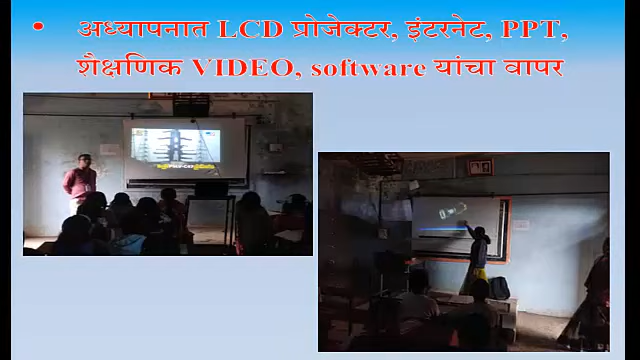 • अध्यापनात LCD प्रोजेक्टर, इंटरनेट, PPT,
शैक्षणिक VIDEO, software यांचा वापर